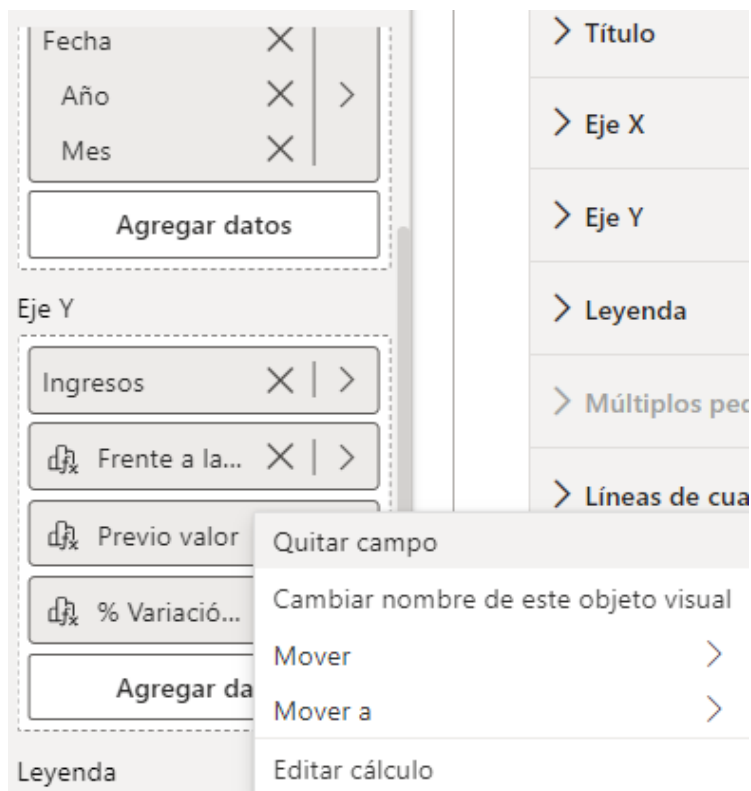 Fecha
Año
Mes
Agregar datos
Eje Y
Ingresos
Frente a la...
Previo valor
% Variació...
Agregar da
Leyenda
Quitar campo
Cambiar nombre de este objeto visual
Mover
Mover a
Editar cálculo
Título
Eje X
Eje Y
Leyenda
Múltiplos peq
Líneas de cua